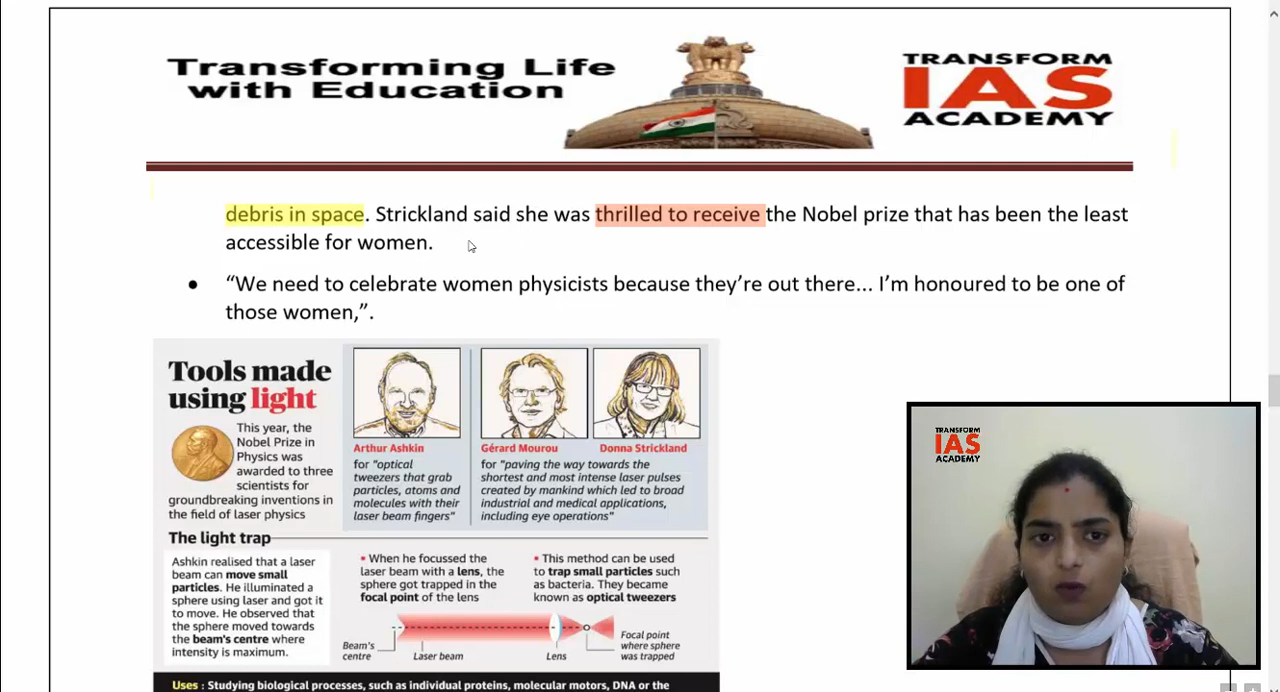 Transforming Life
with Education
TRANSFORM
IAS
ACADEMY
debris in space. Strickland said she was thrilled to receive the Nobel prize that has been the least
accessible for women.
• “We need to celebrate women physicists because they’re out there... I’m honoured to be one of
those women,”.
Tools made
using light
This year, the
Nobel Prize in
Physics was
awarded to three
scientists for
groundbreaking inventions in
the field of laser physics
Arthur Ashkin
for "optical
tweezers that grab
particles, atoms and
molecules with their
laser beam fingers"
Gérard Mourou
Donna Strickland
for "paving the way towards the
shortest and most intense laser pulses
created by mankind which led to broad
industrial and medical applications,
including eye operations"
The light trap
Ashkin realised that a laser
beam can move small
particles. He illuminated a
sphere using laser and got it
to move. He observed that
the sphere moved towards
the beam's centre where
intensity is maximum.
• When he focussed the
laser beam with a lens, the
sphere got trapped in the
focal point of the lens
• This method can be used
to trap small particles such
as bacteria. They became
known as optical tweezers
Beam's
centre
Laser beam
Lens
Focal point
where sphere
was trapped
Uses : Studying biological processes, such as individual proteins, molecular motors, DNA or the
TRANSFORM
IAS
ACADEMY